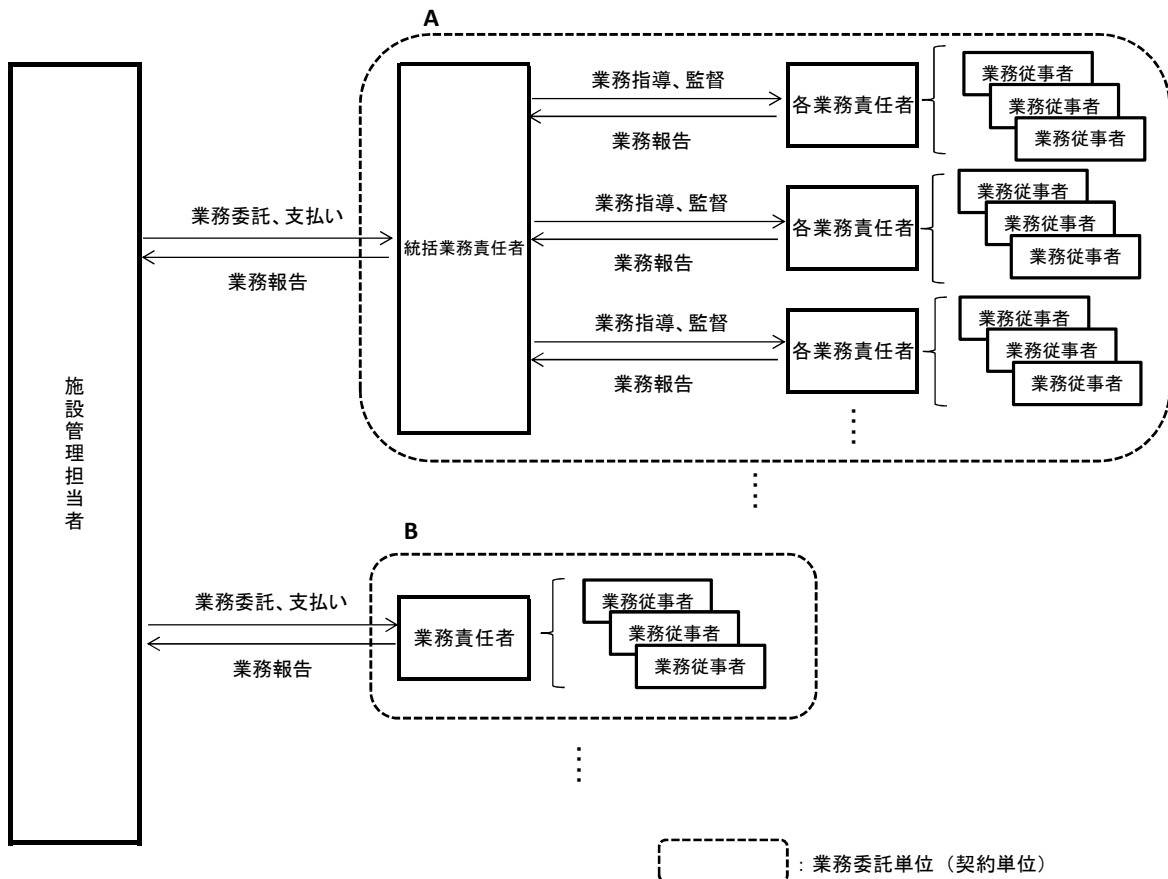 A
施設管理担当者
業務委託、支払い
業務報告
統括業務責任者
業務指導、監督
業務報告
各業務責任者
業務従事者
業務従事者
業務従事者
業務指導、監督
業務報告
各業務責任者
業務従事者
業務従事者
業務従事者
業務指導、監督
業務報告
各業務責任者
業務従事者
業務従事者
業務従事者
B
業務委託、支払い
業務報告
業務責任者
業務従事者
業務従事者
業務従事者
：業務委託単位（契約単位）